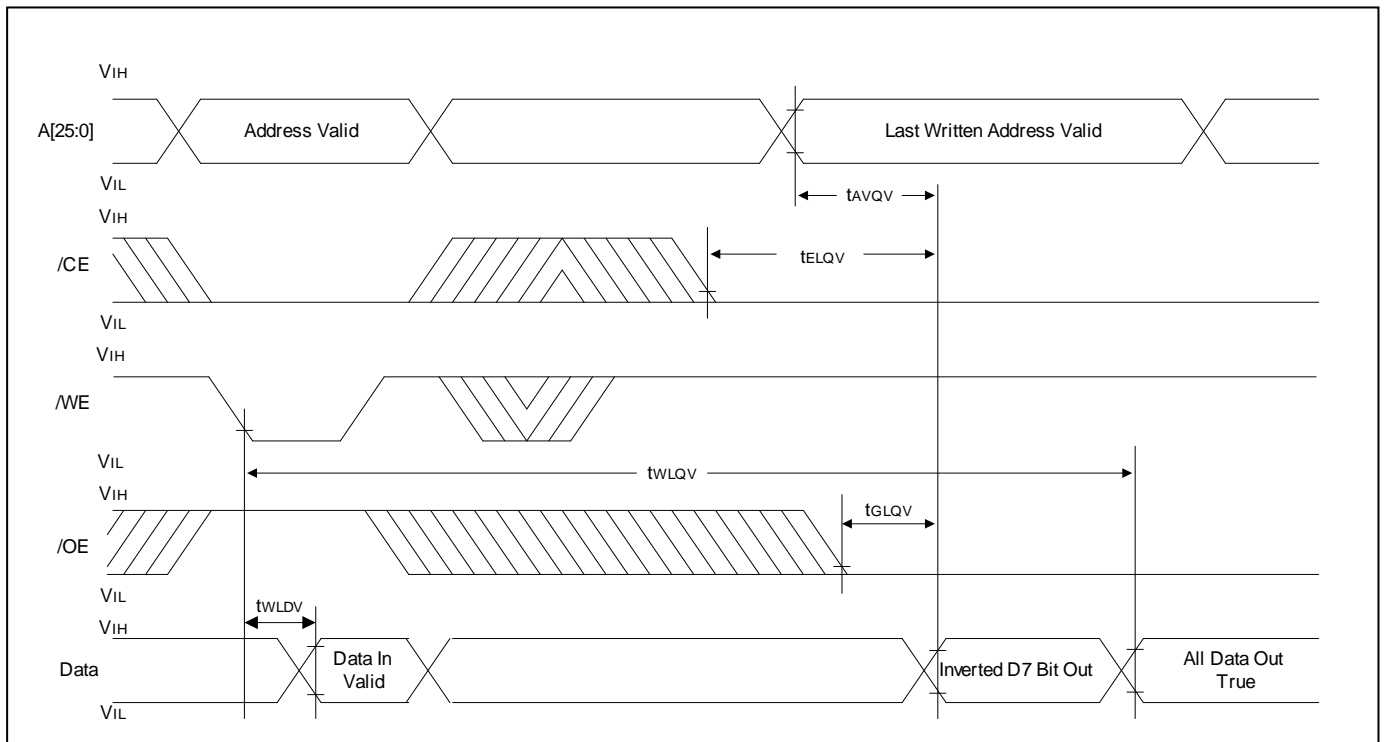 VIH
A[25:0]
Address Valid
Last Written Address Valid
VIL
tAVQV
VIH
/CE
tELQV
VIL
VIH
/WE
VIL
tWLQV
VIH
tGLQV
/OE
VIL
tWLDV
VIH
Data
Data In
Valid
Inverted D7 Bit Out
All Data Out
True
VIL